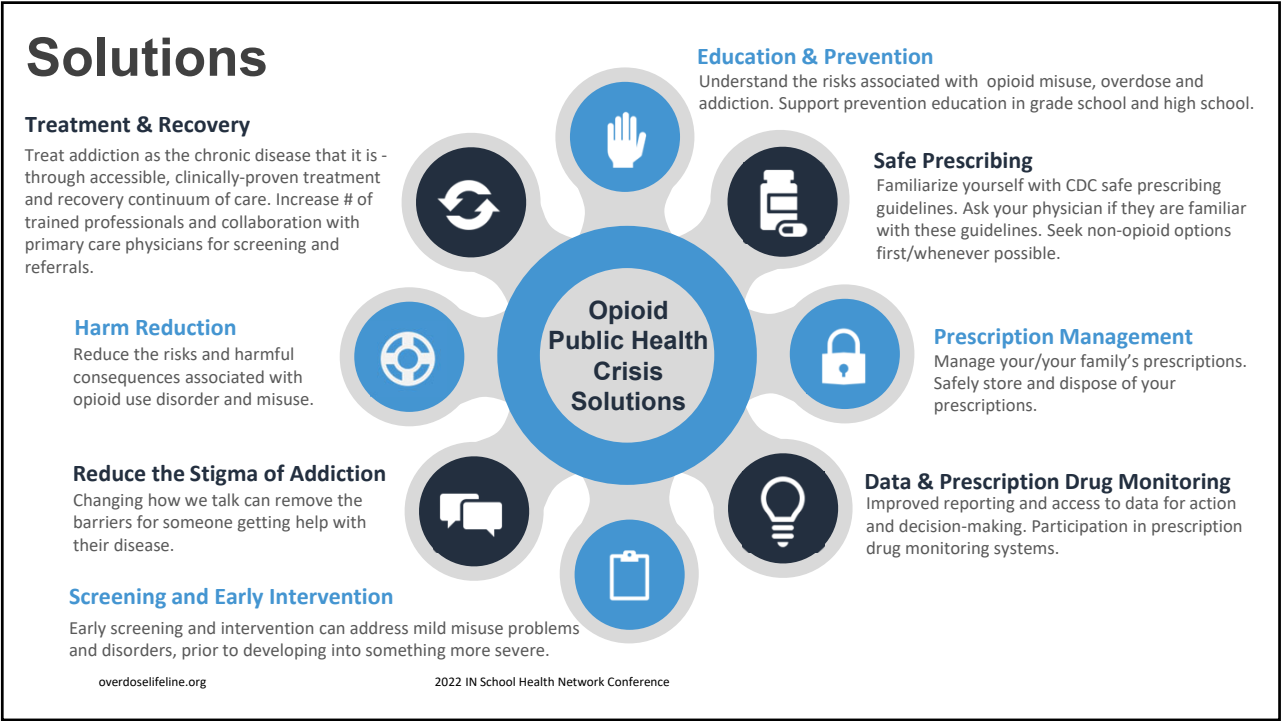 Solutions
Education & Prevention
Understand the risks associated with opioid misuse, overdose and
addiction. Support prevention education in grade school and high school.
Treatment & Recovery
Treat addiction as the chronic disease that it is -
through accessible, clinically-proven treatment
and recovery continuum of care. Increase # of
trained professionals and collaboration with
primary care physicians for screening and
referrals.
Safe Prescribing
Familiarize yourself with CDC safe prescribing
guidelines. Ask your physician if they are familiar
with these guidelines. Seek non-opioid options
first/whenever possible.
Opioid
Public Health
Crisis
Solutions
Harm Reduction
Reduce the risks and harmful
consequences associated with
opioid use disorder and misuse.
Prescription Management
Manage your/your family’s prescriptions.
Safely store and dispose of your
prescriptions.
Reduce the Stigma of Addiction
Changing how we talk can remove the
barriers for someone getting help with
their disease.
Data & Prescription Drug Monitoring
Improved reporting and access to data for action
and decision-making. Participation in prescription
drug monitoring systems.
Screening and Early Intervention
Early screening and intervention can address mild misuse problems
and disorders, prior to developing into something more severe.
overdoselifeline.org
2022 IN School Health Network Conference